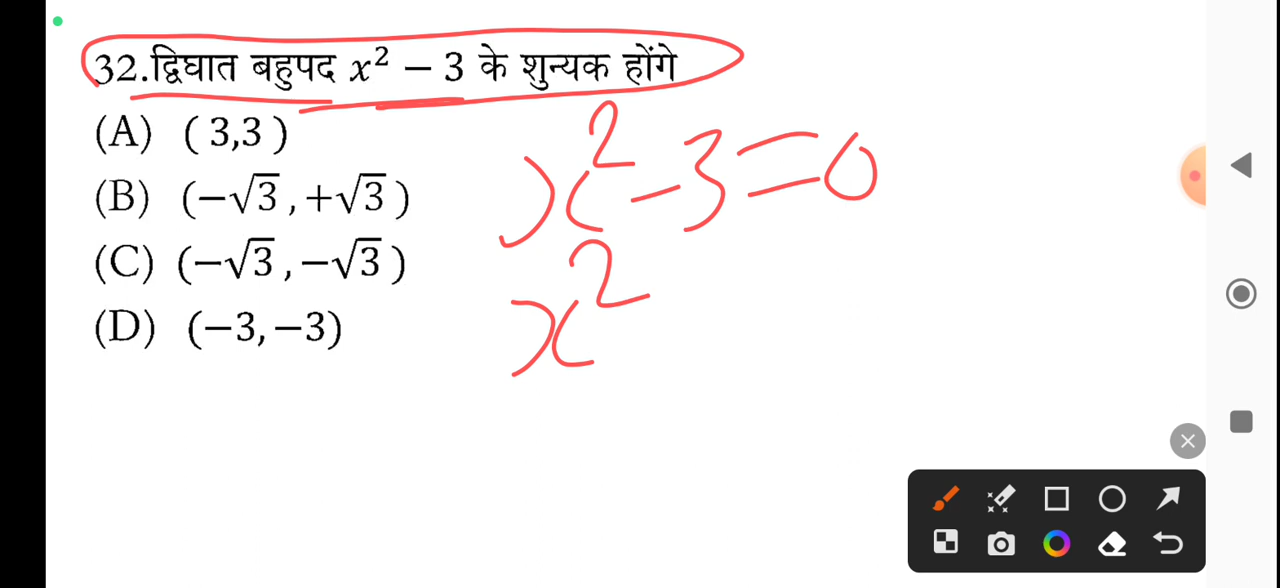 32.द्विघात बहुपद x² − 3 के शुन्यक होंगे
(A) ( 3,3 )
(B) (−√3 , +√3 )
(C) (−√3 , −√3 )
(D) (−3, −3)
x² − 3 = 0
x²